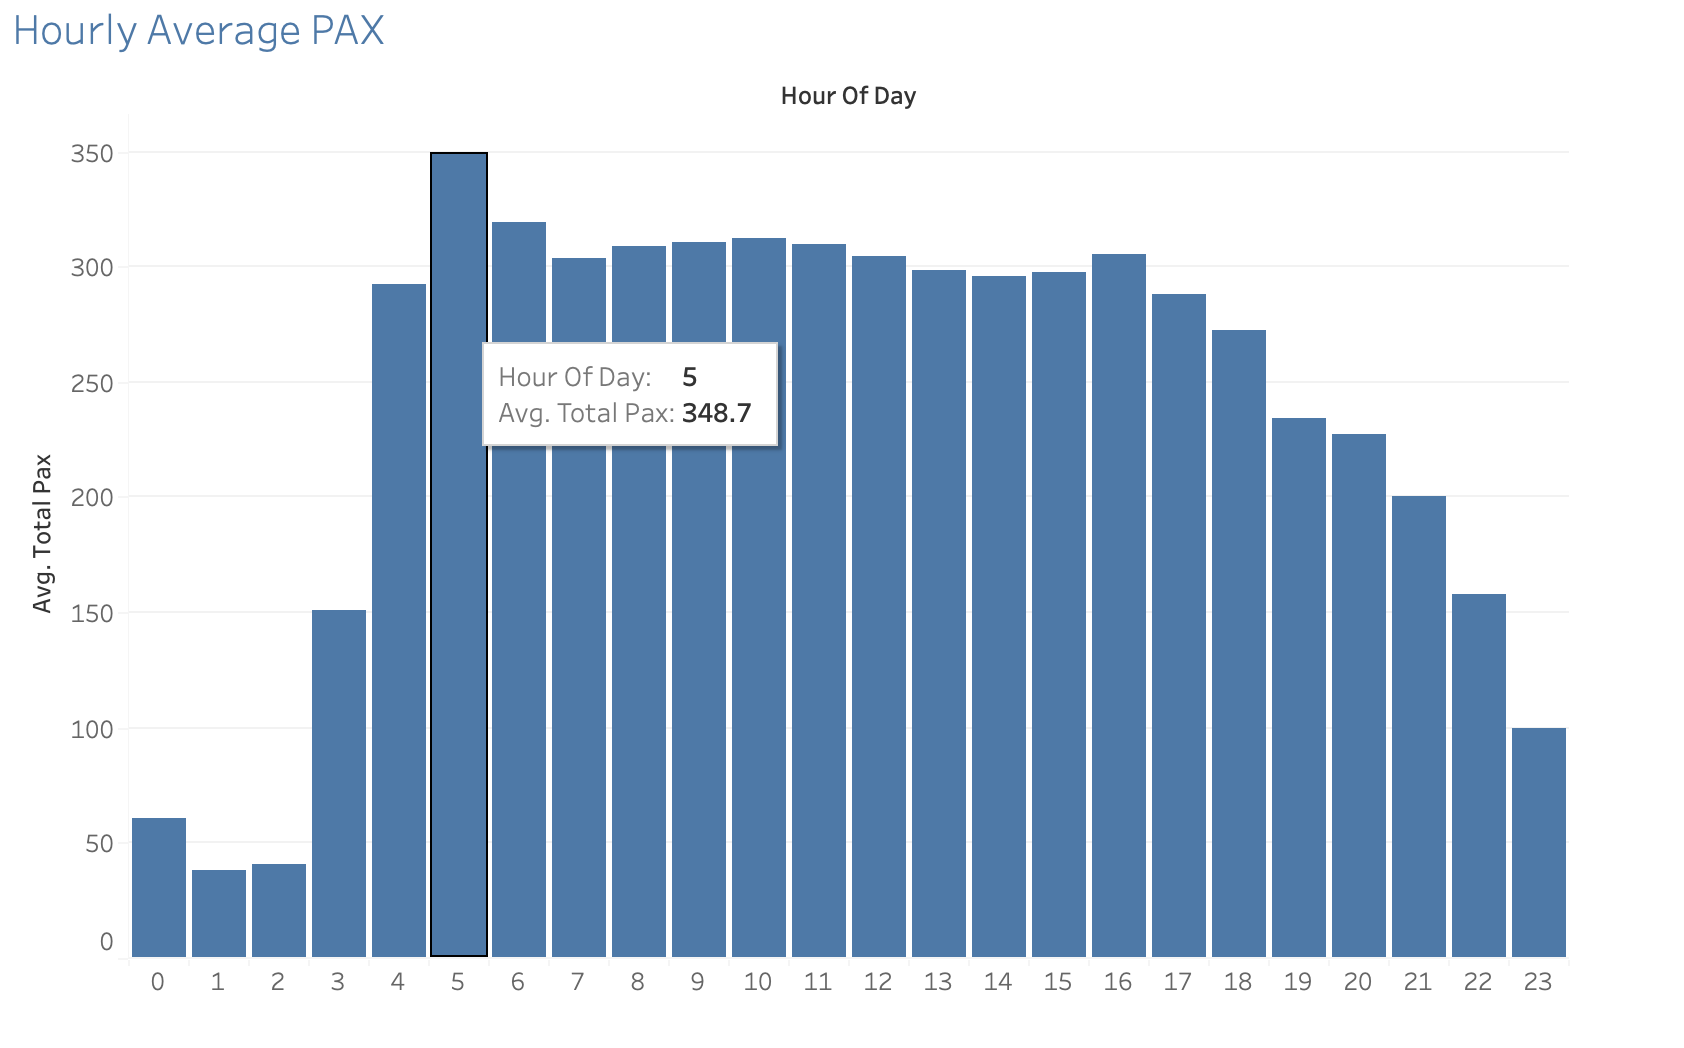 Hourly Average PAX
Hour Of Day
350
300
250
200
150
100
50
0
Avg. Total Pax
Hour Of Day: 5
Avg. Total Pax: 348.7
0 1 2 3 4 5 6 7 8 9 10 11 12 13 14 15 16 17 18 19 20 21 22 23